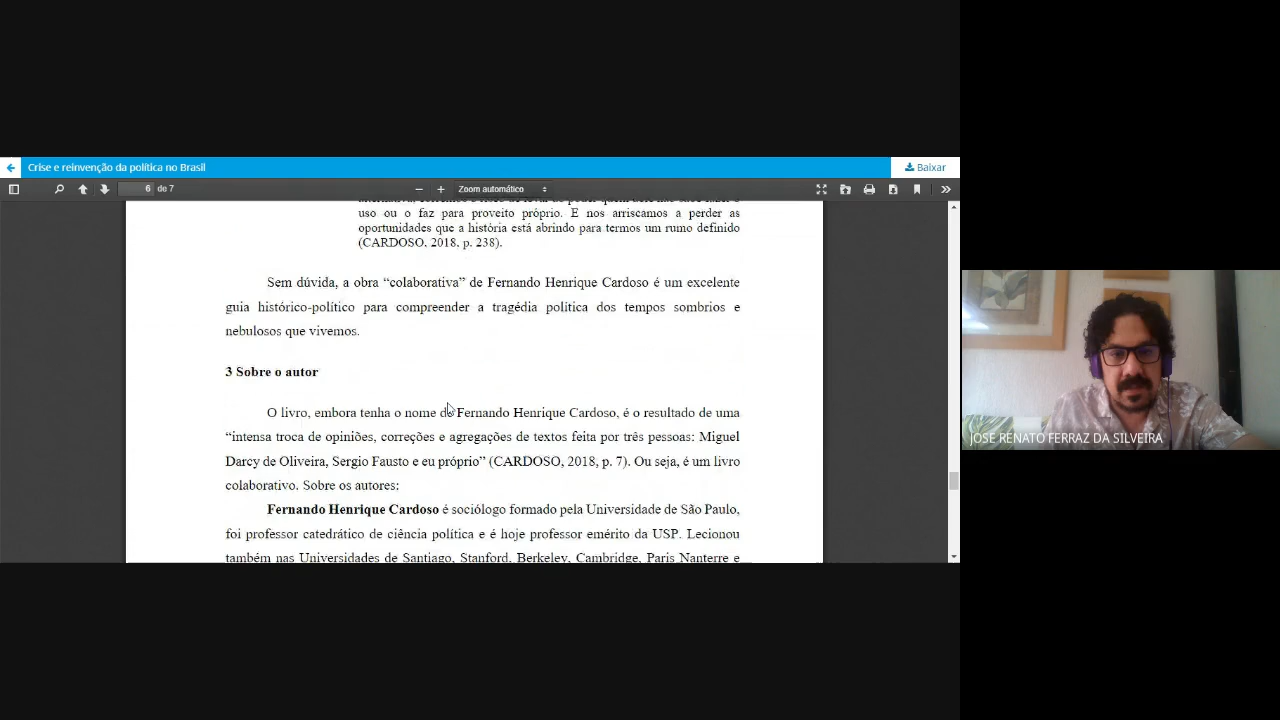 Crise e reinvenção da política no Brasil
Baixar
6 de 7
Zoom automático
uso ou o faz para proveito próprio. E nos arriscamos a perder as
oportunidades que a história está abrindo para termos um rumo definido
(CARDOSO, 2018, p. 238).
Sem dúvida, a obra “colaborativa” de Fernando Henrique Cardoso é um excelente
guia histórico-político para compreender a tragédia política dos tempos sombrios e
nebulosos que vivemos.
3 Sobre o autor
O livro, embora tenha o nome de Fernando Henrique Cardoso, é o resultado de uma
“intensa troca de opiniões, correções e agregações de textos feita por três pessoas: Miguel
Darcy de Oliveira, Sergio Fausto e eu próprio” (CARDOSO, 2018, p. 7). Ou seja, é um livro
colaborativo. Sobre os autores:
Fernando Henrique Cardoso é sociólogo formado pela Universidade de São Paulo,
foi professor catedrático de ciência política e é hoje professor emérito da USP. Lecionou
também nas Universidades de Santiago, Stanford, Berkeley, Cambridge, Paris Nanterre e
JOSE RENATO FERRAZ DA SILVEIRA